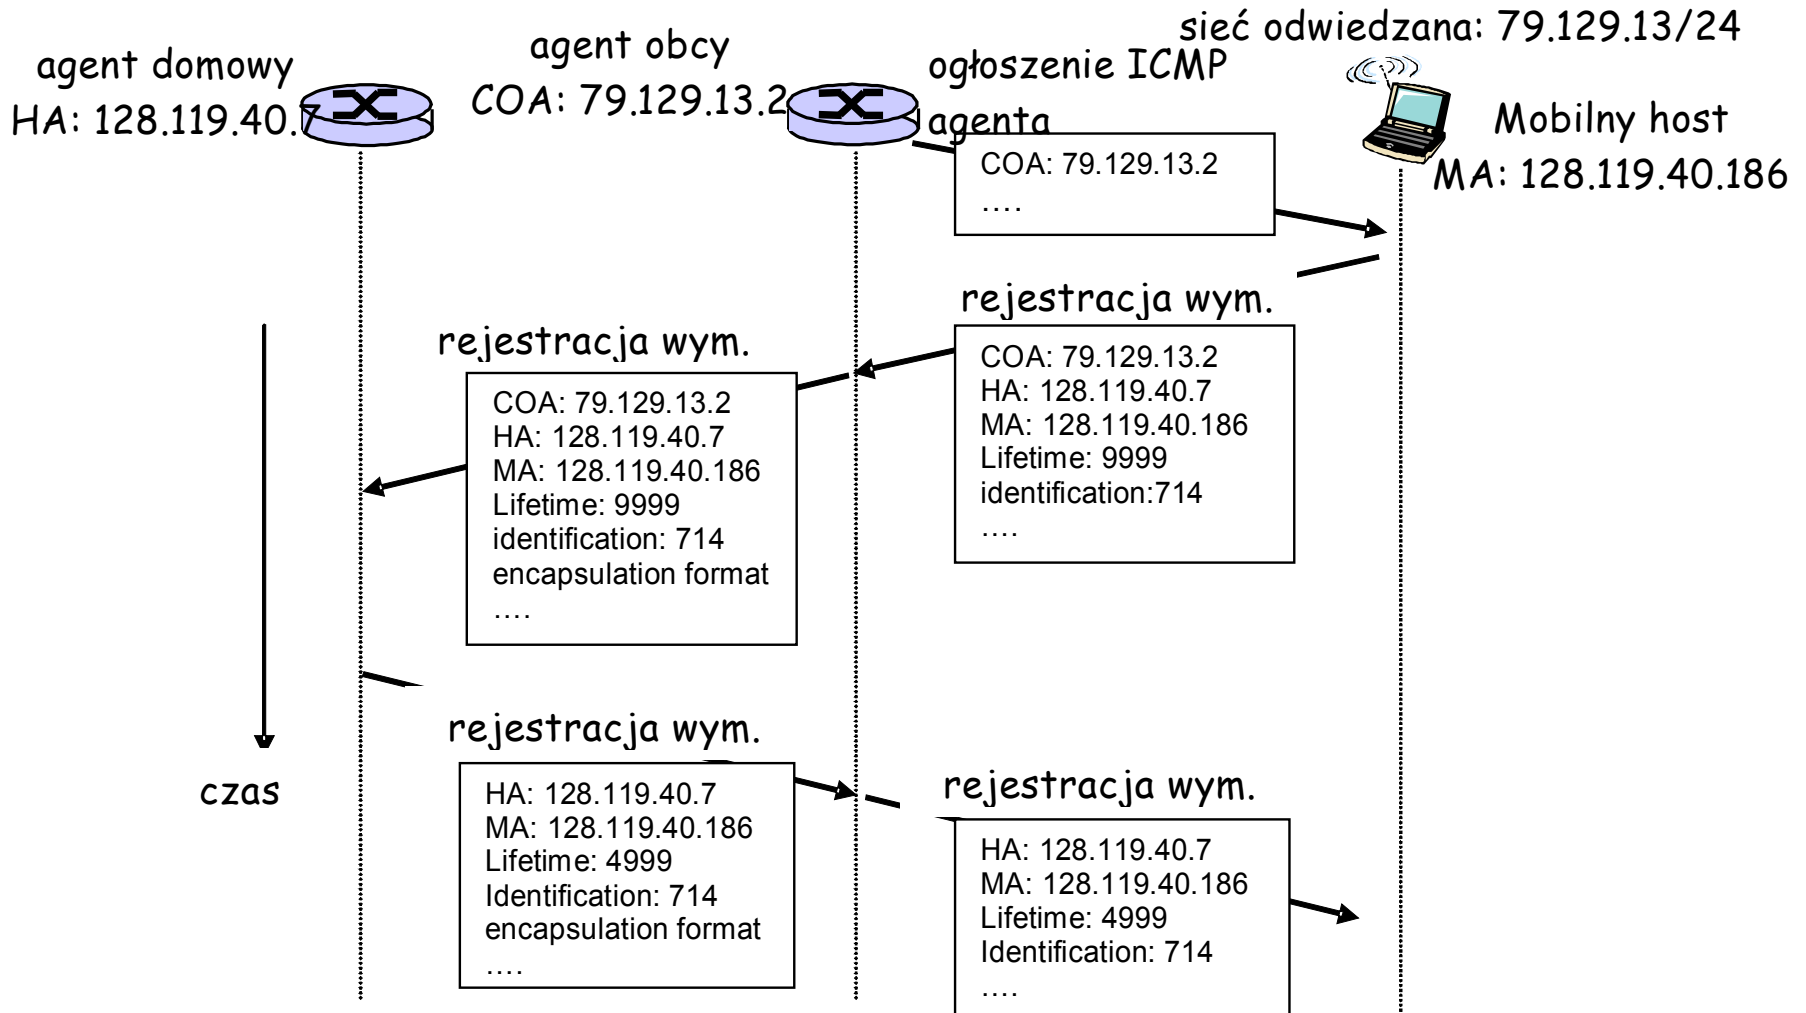 sieć odwiedzana: 79.129.13/24
agent domowy
HA: 128.119.40.7
agent obcy
COA: 79.129.13.2
ogłoszenie ICMP
agenta
Mobilny host
MA: 128.119.40.186
COA: 79.129.13.2
....
rejestracja wym.
COA: 79.129.13.2
HA: 128.119.40.7
MA: 128.119.40.186
Lifetime: 9999
identification:714
....
rejestracja wym.
COA: 79.129.13.2
HA: 128.119.40.7
MA: 128.119.40.186
Lifetime: 9999
identification: 714
encapsulation format
....
czas
rejestracja wym.
HA: 128.119.40.7
MA: 128.119.40.186
Lifetime: 4999
Identification: 714
encapsulation format
....
rejestracja wym.
HA: 128.119.40.7
MA: 128.119.40.186
Lifetime: 4999
Identification: 714
....